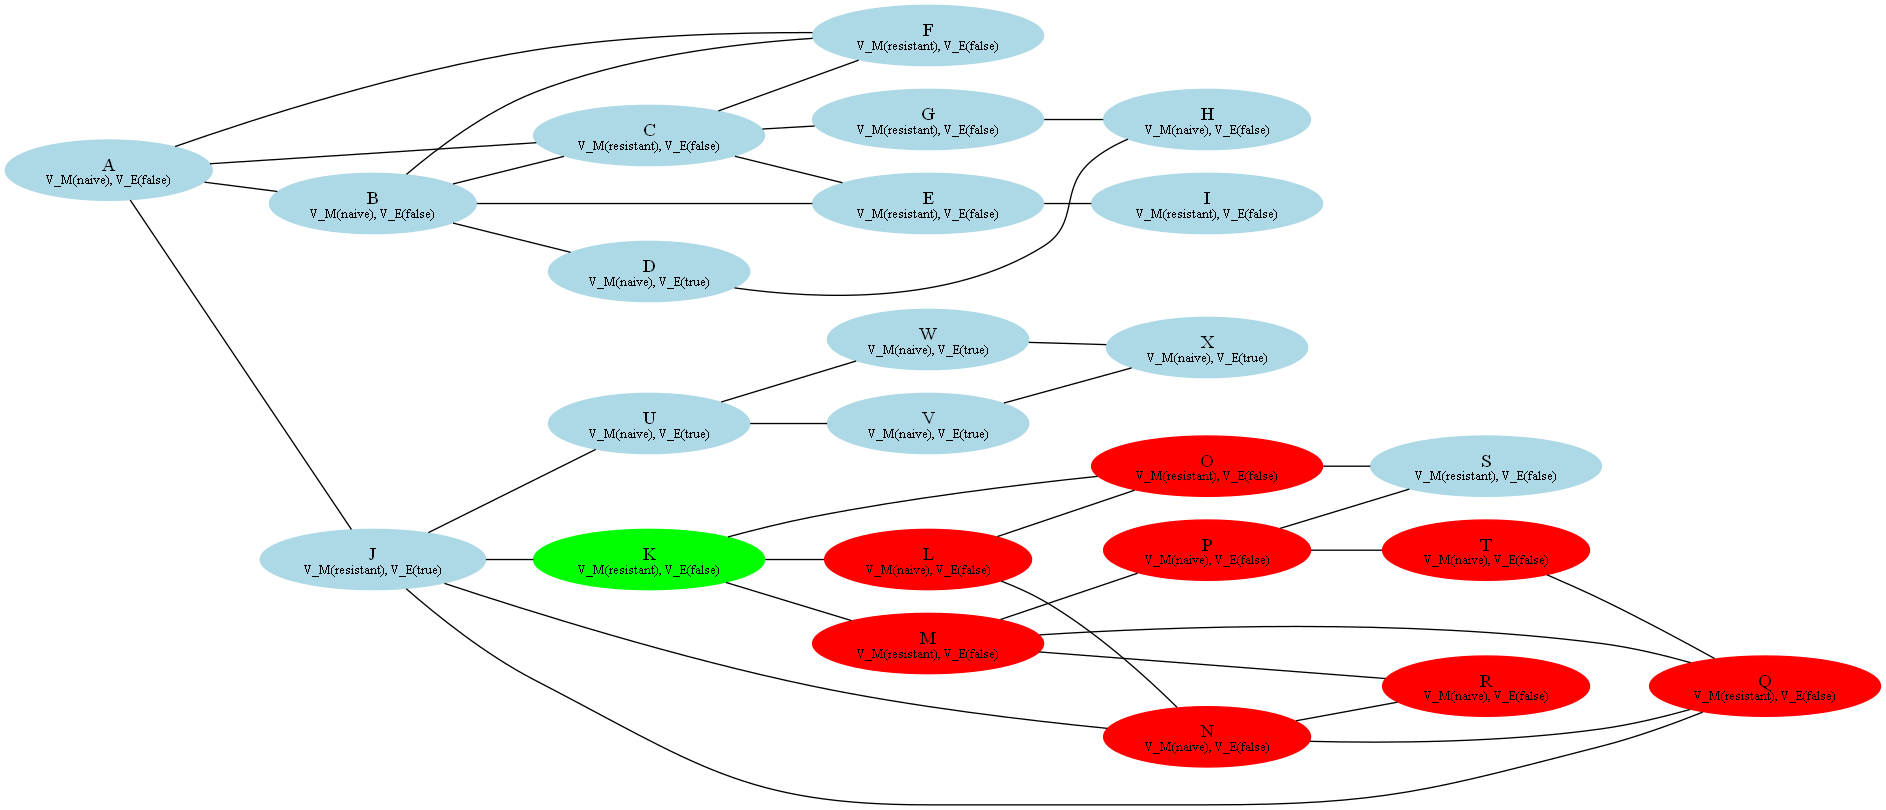 F
V_M(resistant), V_E(false)
G
V_M(resistant), V_E(false)
H
V_M(naive), V_E(false)
C
V_M(resistant), V_E(false)
A
V_M(naive), V_E(false)
B
V_M(naive), V_E(false)
E
V_M(resistant), V_E(false)
I
V_M(resistant), V_E(false)
D
V_M(naive), V_E(true)
W
V_M(naive), V_E(true)
X
V_M(naive), V_E(true)
U
V_M(naive), V_E(true)
V
V_M(naive), V_E(true)
O
V_M(resistant), V_E(false)
S
V_M(resistant), V_E(false)
J
V_M(resistant), V_E(true)
K
V_M(resistant), V_E(false)
L
V_M(naive), V_E(false)
P
V_M(naive), V_E(false)
T
V_M(naive), V_E(false)
M
V_M(resistant), V_E(false)
R
V_M(naive), V_E(false)
Q
V_M(resistant), V_E(false)
N
V_M(naive), V_E(false)